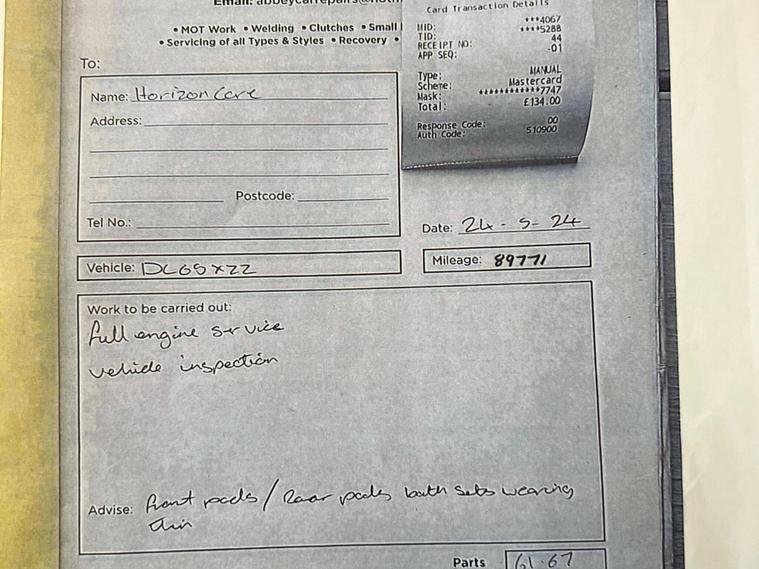 Email: abbeycarrepairs@hotm
• MOT Work • Welding • Clutches • Small
• Servicing of all Types & Styles • Recovery •
Card Transaction Details
MID: ***4067
TID: ****5288
RECEIPT NO: 44
APP SEQ: -01
Type: MANUAL
Scheme: Mastercard
Mask: ************7747
Total: £134.00
Response Code: 00
Auth Code: 510900
To:
Name: Horizon Care
Address:
Postcode:
Tel No.:
Date: 24-5-24
Vehicle: DL65XZZ
Mileage: 89771
Work to be carried out:
full engine service
vehicle inspection
Advise: front pads / Rear pads both sets wearing
thin
Parts 61.67